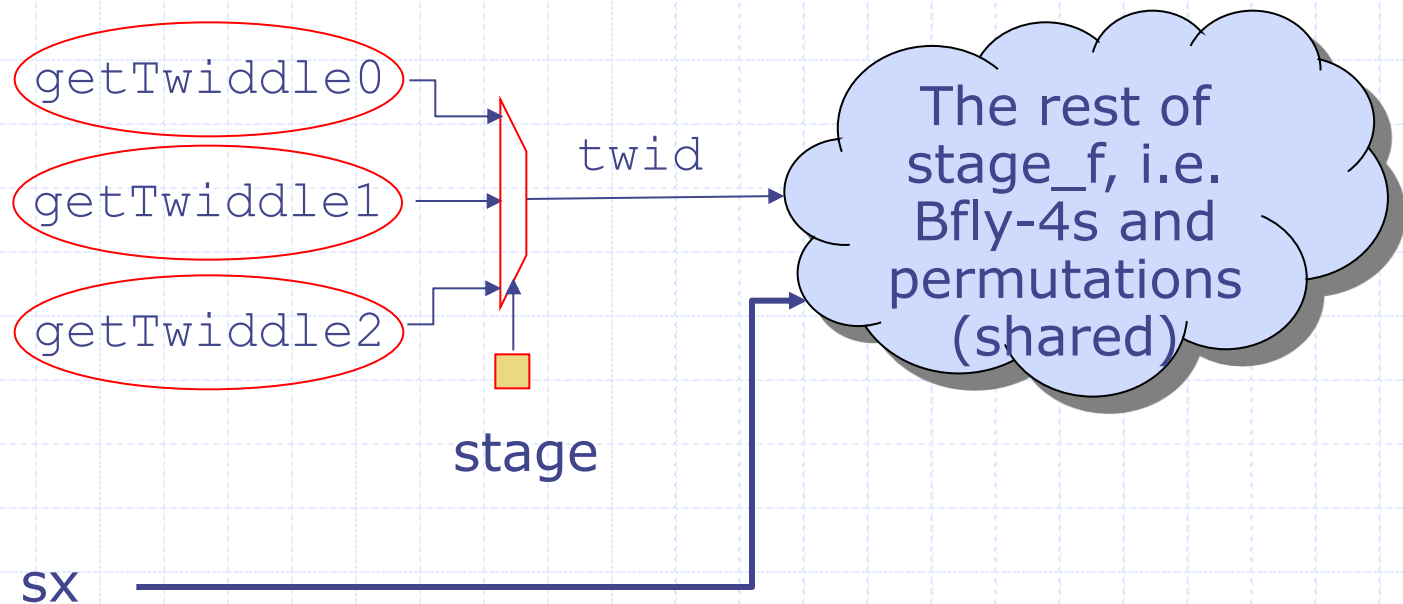 getTwiddle0
getTwiddle1
getTwiddle2
twid
stage
sx
The rest of
stage_f, i.e.
Bfly-4s and
permutations
(shared)